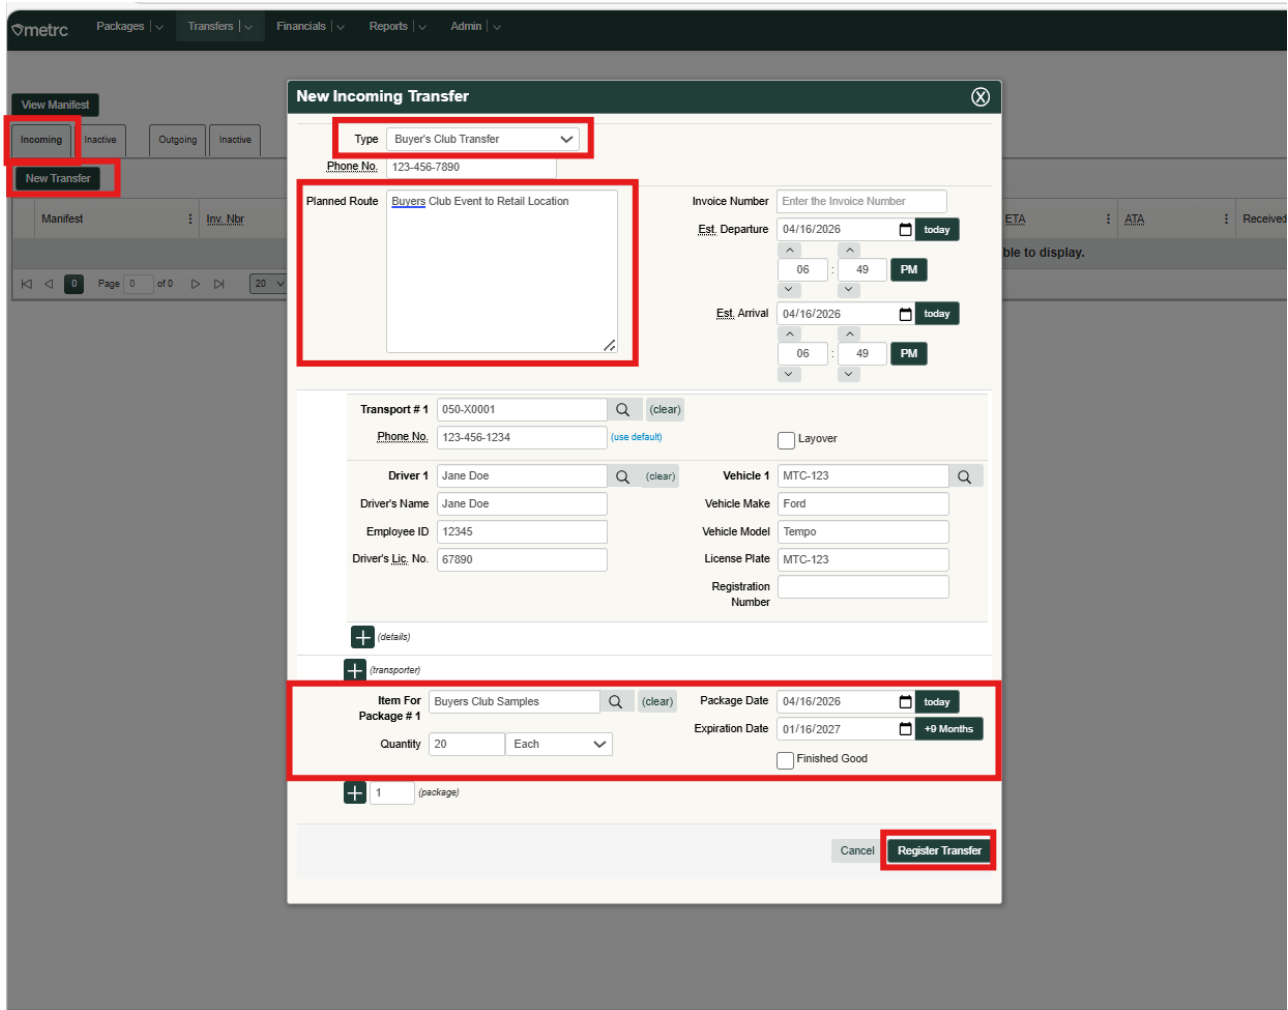 metrc
Packages
Transfers
Financials
Reports
Admin
View Manifest
Incoming
Inactive
Outgoing
Inactive
New Transfer
Manifest
Inv. Nbr
ETA
ATA
Received
ble to display.
0
Page 0 of 0
20
New Incoming Transfer
Type Buyer's Club Transfer
Phone No. 123-456-7890
Planned Route Buyers Club Event to Retail Location
Invoice Number Enter the Invoice Number
Est. Departure 04/16/2026 today
06 : 49 PM
Est. Arrival 04/16/2026 today
06 : 49 PM
Transport # 1 050-X0001 (clear)
Phone No. 123-456-1234 (use default)
Layover
Driver 1 Jane Doe (clear)
Vehicle 1 MTC-123
Driver's Name Jane Doe
Vehicle Make Ford
Employee ID 12345
Vehicle Model Tempo
Driver's Lic. No. 67890
License Plate MTC-123
Registration
Number
(details)
(transporter)
Item For
Package # 1
Buyers Club Samples (clear)
Package Date 04/16/2026 today
Expiration Date 01/16/2027 +9 Months
Quantity 20 Each
Finished Good
1 (package)
Cancel
Register Transfer